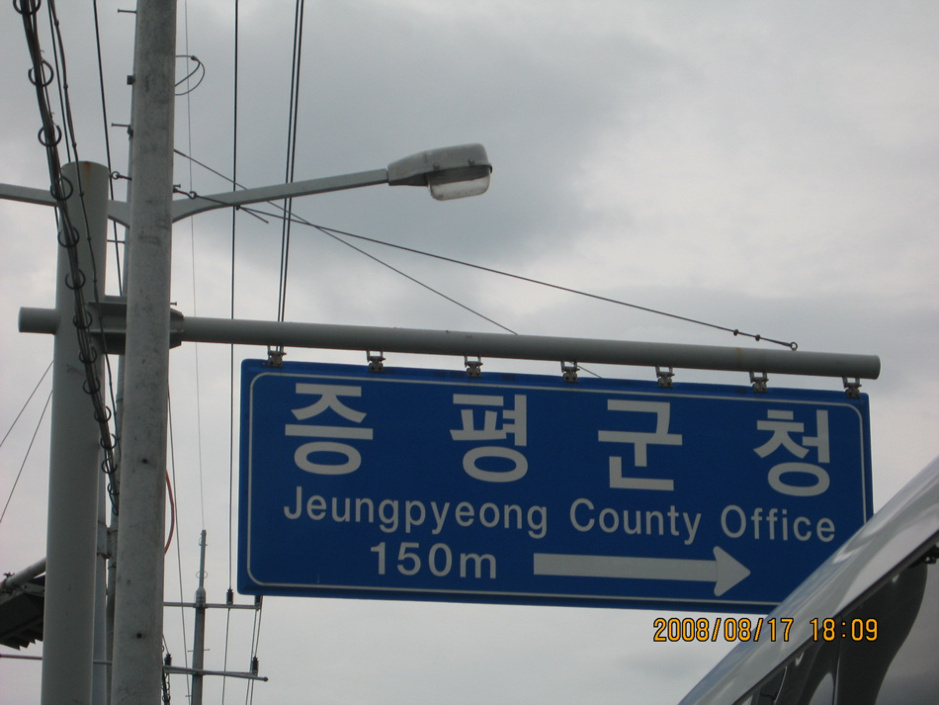 증평군청
Jeungpyeong County Office
150m
2008/08/17 18:09